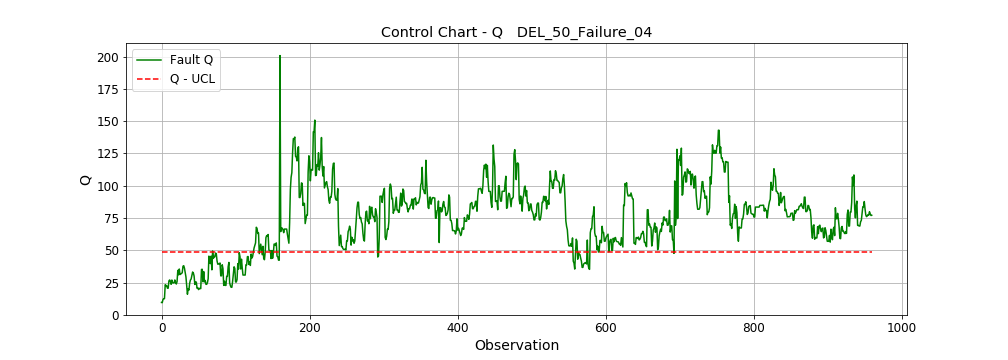 Control Chart - Q   DEL_50_Failure_04
Fault Q
Q - UCL
Q
200
175
150
125
100
75
50
25
0
0 200 400 600 800 1000
Observation